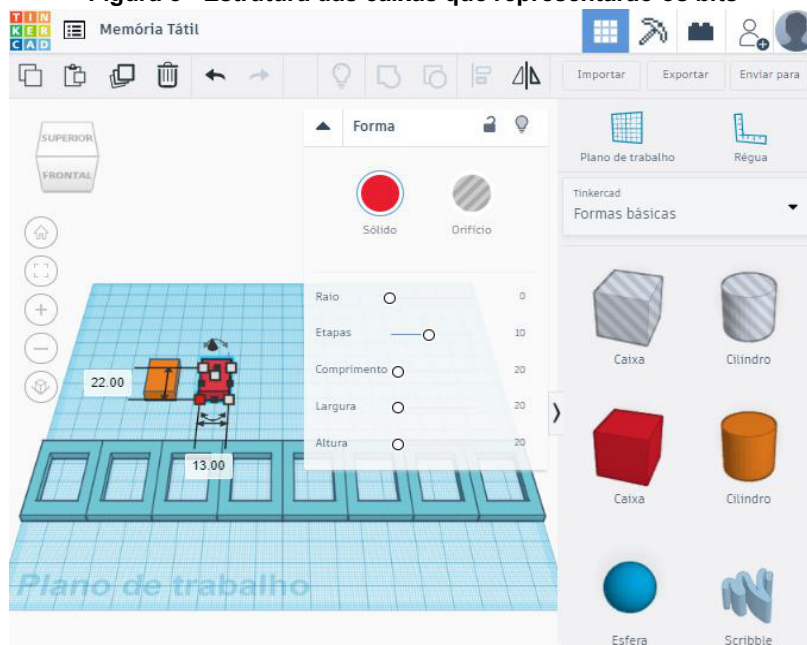 Figura 5 - Estrutura das caixas que representarão os bits
TIN
KER
CAD
Memória Tátil
Importar
Exportar
Enviar para
SUPERIOR
FRONTAL
Forma
Sólido
Orifício
Raio 0
Etapas 10
Comprimento 20
Largura 20
Altura 20
22.00
13.00
Plano de trabalho
Plano de trabalho
Régua
Tinkercad
Formas básicas
Caixa
Cilindro
Caixa
Cilindro
Esfera
Scribble